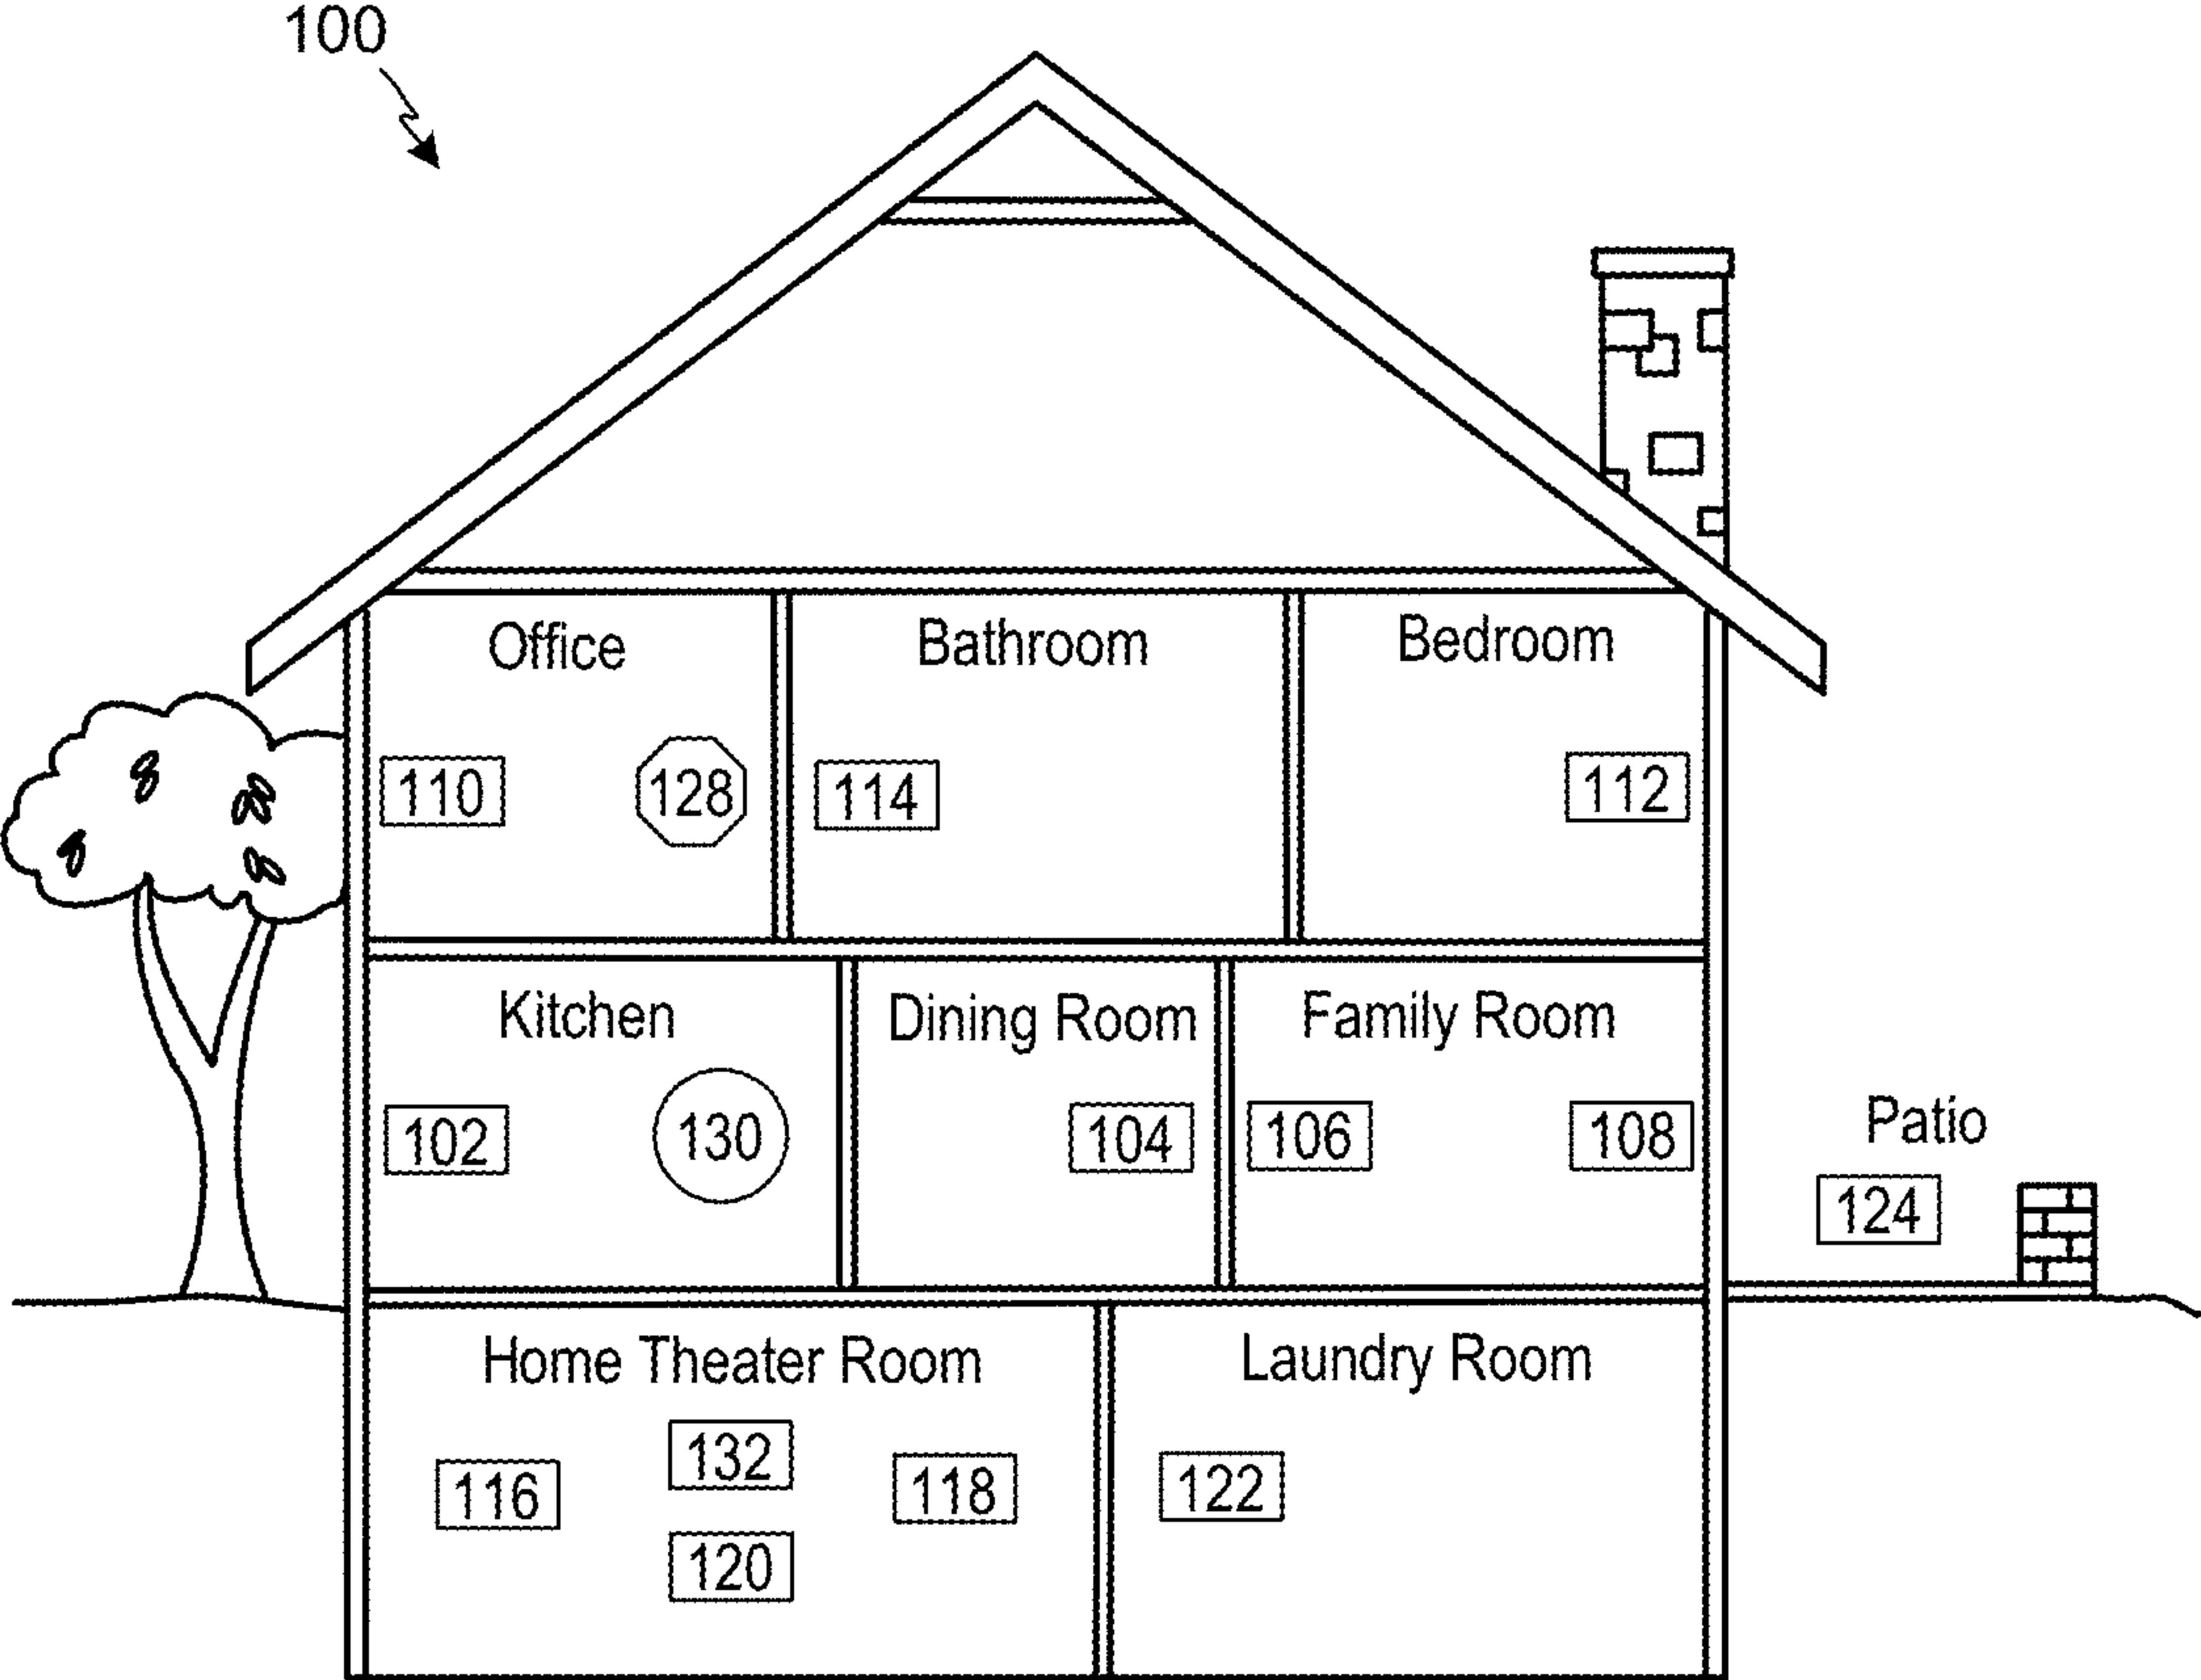 100
Office
Bathroom
Bedroom
110
128
114
112
Kitchen
Dining Room
Family Room
102
130
104
106
108
Patio
124
Home Theater Room
Laundry Room
116
132
118
122
120